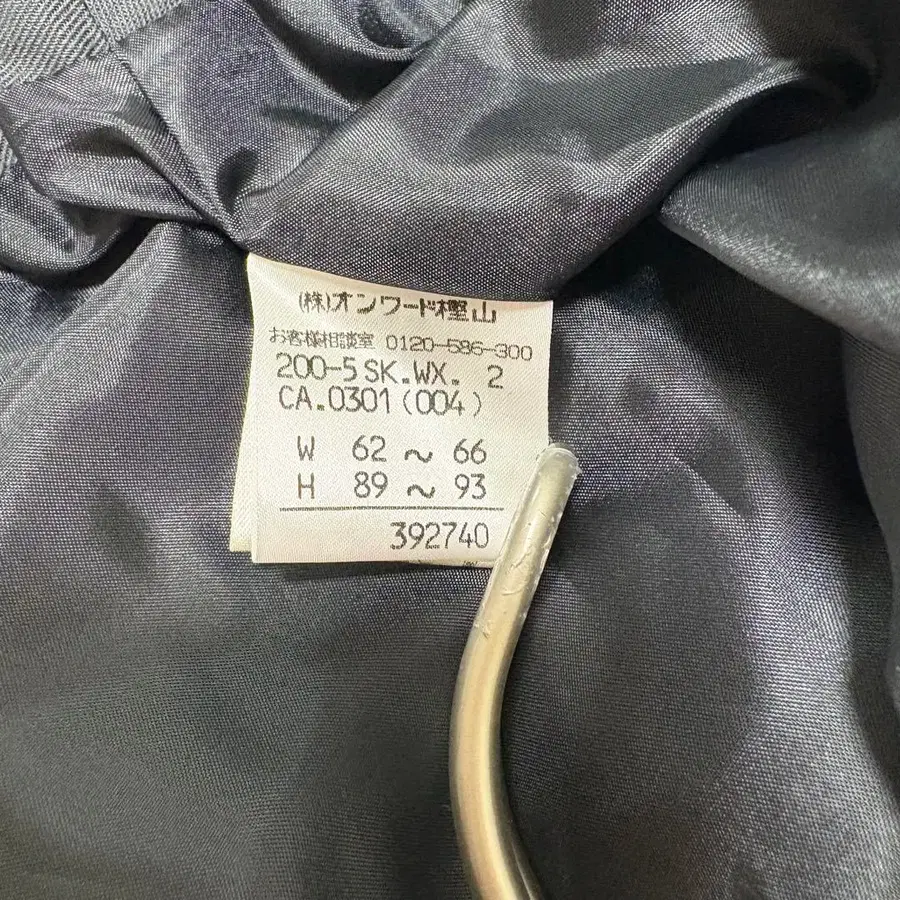 (株)オンワード樫山
お客様相談室 0120-586-300
200-5 SK.WX. 2
CA.0301(004)
W 62 ~ 66
H 89 ~ 93
392740